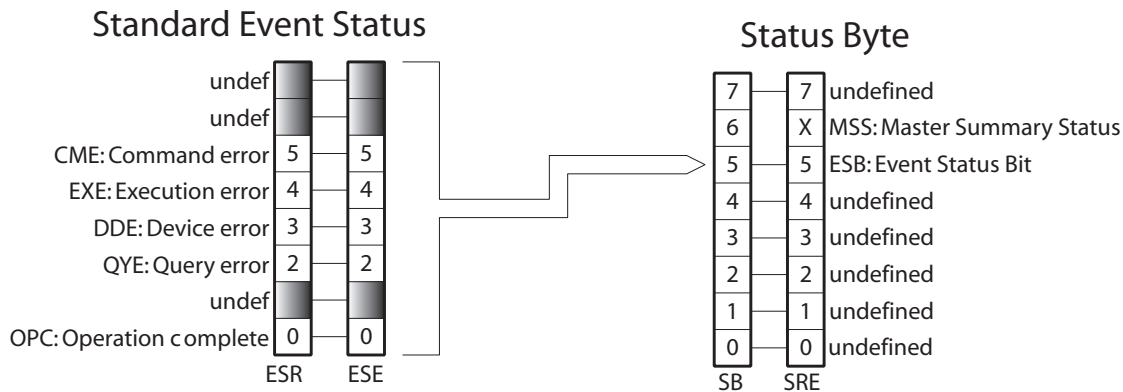 Standard Event Status
undef
undef
CME: Command error 5 5
EXE: Execution error 4 4
DDE: Device error 3 3
QYE: Query error 2 2
undef
OPC: Operation complete 0 0
ESR ESE
Status Byte
7 7 undefined
6 X MSS: Master Summary Status
5 5 ESB: Event Status Bit
4 4 undefined
3 3 undefined
2 2 undefined
1 1 undefined
0 0 undefined
SB SRE